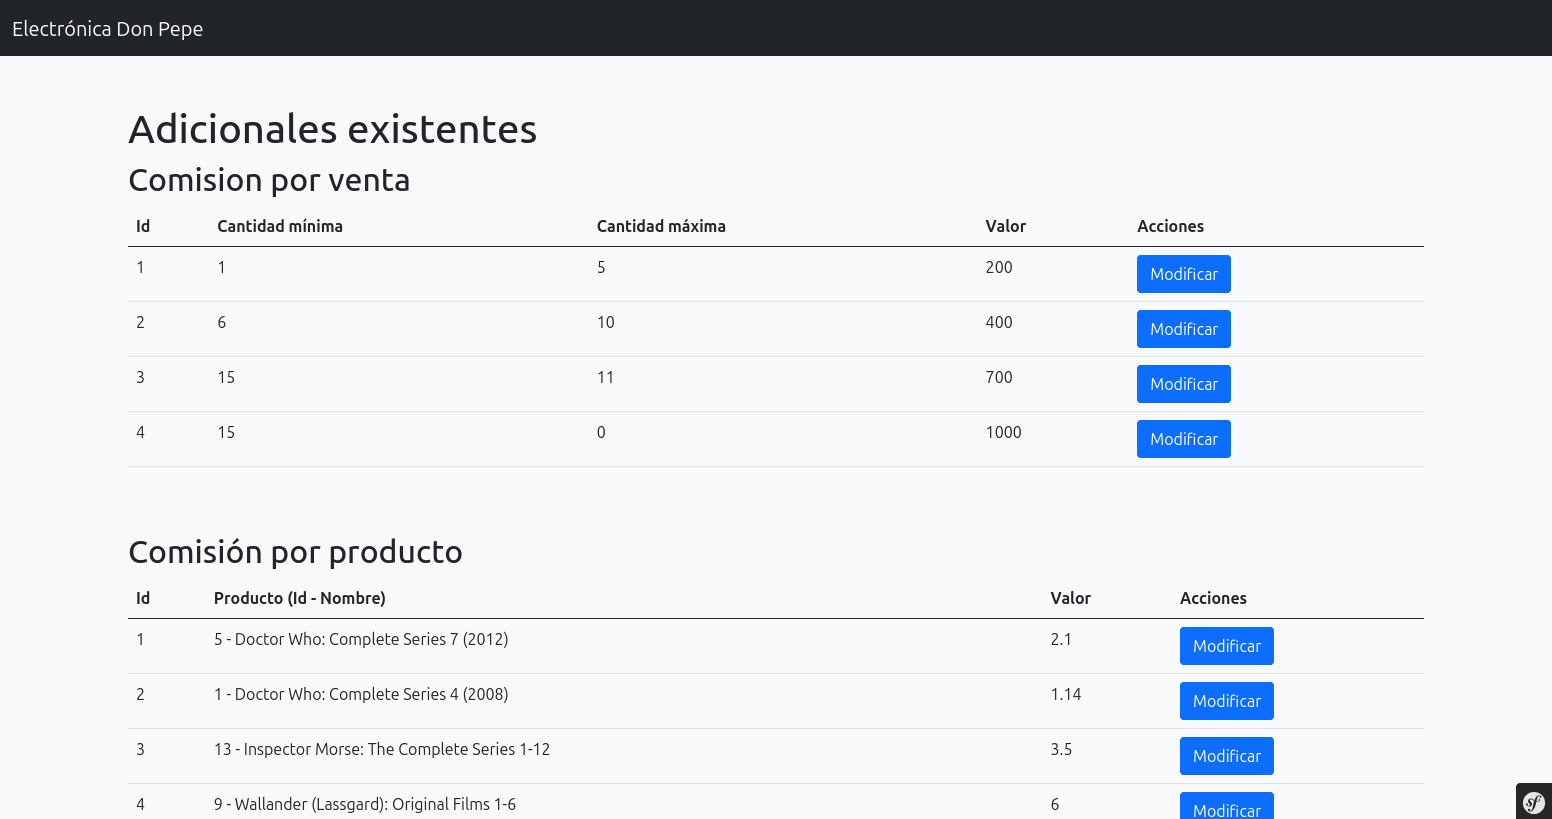 Electrónica Don Pepe
Adicionales existentes
Comision por venta
Id Cantidad mínima Cantidad máxima Valor Acciones
1 1 5 200 Modificar
2 6 10 400 Modificar
3 15 11 700 Modificar
4 15 0 1000 Modificar
Comisión por producto
Id Producto (Id - Nombre) Valor Acciones
1 5 - Doctor Who: Complete Series 7 (2012) 2.1 Modificar
2 1 - Doctor Who: Complete Series 4 (2008) 1.14 Modificar
3 13 - Inspector Morse: The Complete Series 1-12 3.5 Modificar
4 9 - Wallander (Lassgard): Original Films 1-6 6 Modificar
sf